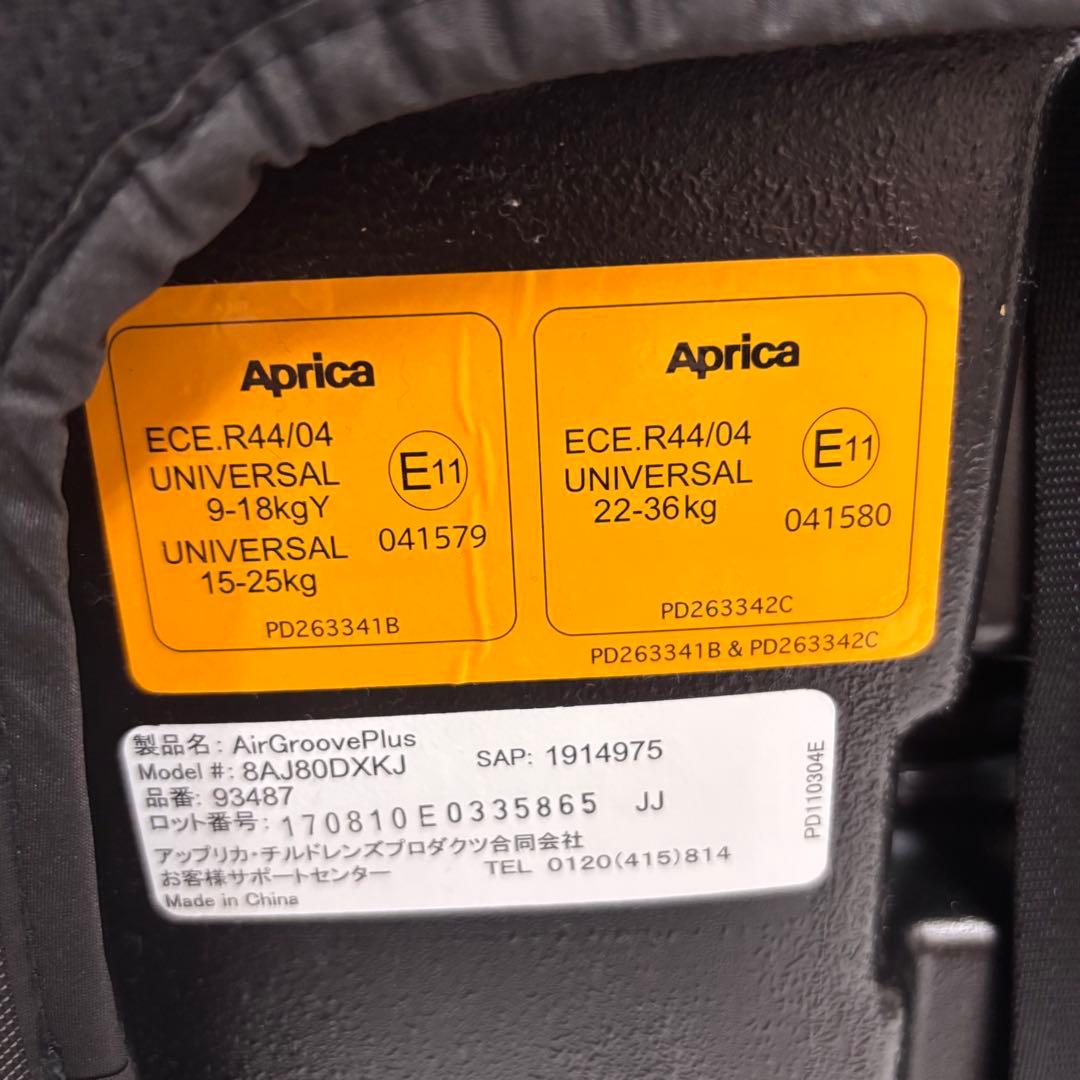 Aprica
ECE.R44/04
UNIVERSAL
9-18kgY
UNIVERSAL
15-25kg
E11
041579
PD263341B
Aprica
ECE.R44/04
UNIVERSAL
22-36kg
E11
041580
PD263342C
PD263341B & PD263342C
製品名: AirGroovePlus
Model #: 8AJ80DXKJ SAP: 1914975
品番: 93487
ロット番号: 170810E0335865 JJ
アップリカ・チルドレンズプロダクツ合同会社
お客様サポートセンター TEL 0120(415)814
Made in China
PD110304E